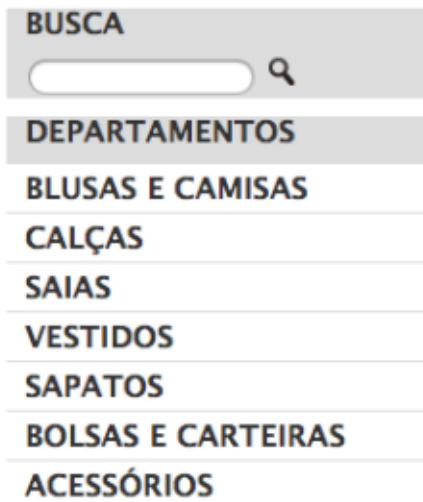 BUSCA
DEPARTAMENTOS
BLUSAS E CAMISAS
CALÇAS
SAIAS
VESTIDOS
SAPATOS
BOLSAS E CARTEIRAS
ACESSÓRIOS